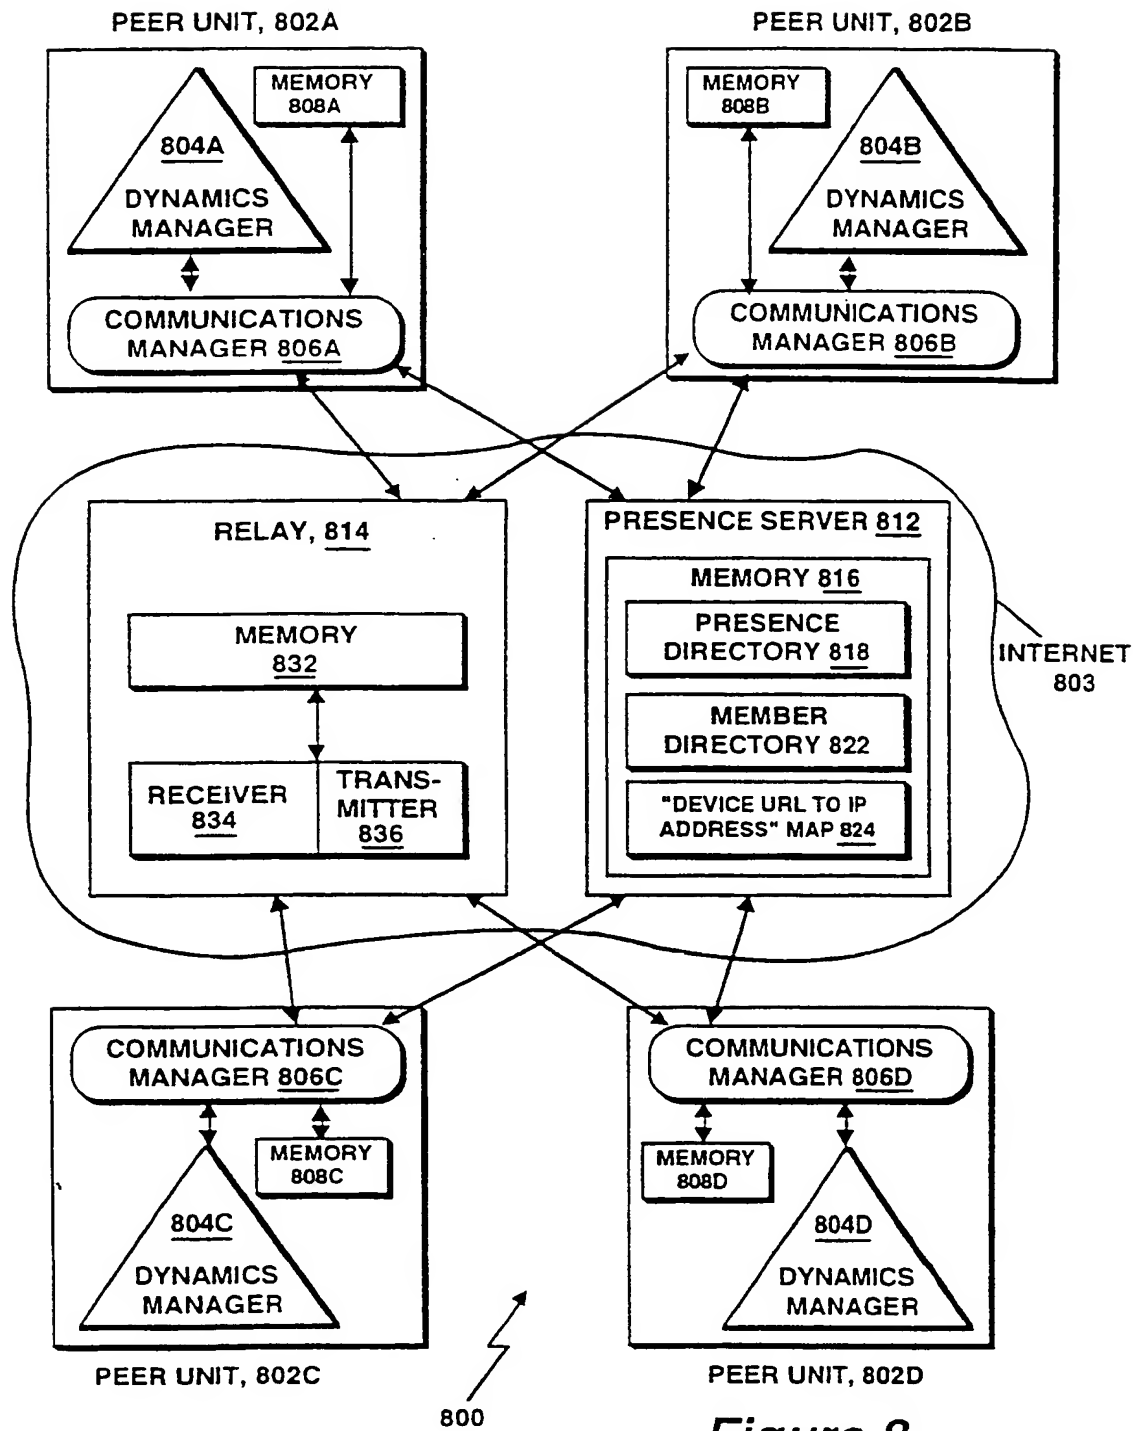 PEER UNIT, 802A
PEER UNIT, 802B
MEMORY
808A
804A
DYNAMICS
MANAGER
COMMUNICATIONS
MANAGER 806A
MEMORY
808B
804B
DYNAMICS
MANAGER
COMMUNICATIONS
MANAGER 806B
RELAY, 814
MEMORY
832
RECEIVER
834
TRANS-
MITTER
836
PRESENCE SERVER 812
MEMORY 816
PRESENCE
DIRECTORY 818
MEMBER
DIRECTORY 822
"DEVICE URL TO IP
ADDRESS" MAP 824
INTERNET
803
COMMUNICATIONS
MANAGER 806C
MEMORY
808C
804C
DYNAMICS
MANAGER
COMMUNICATIONS
MANAGER 806D
MEMORY
808D
804D
DYNAMICS
MANAGER
PEER UNIT, 802C
PEER UNIT, 802D
800
Figure 8